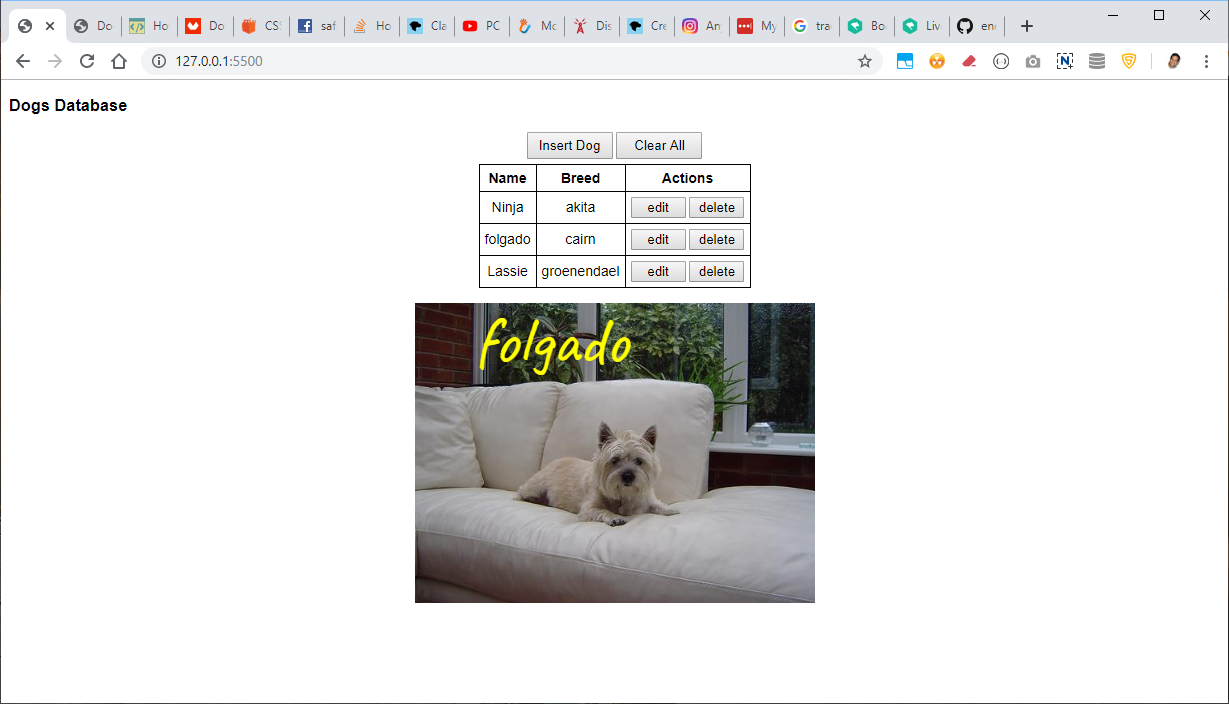 Do
Ho
Do
CS
saf
Ho
Cla
PC
Mc
Dis
Cre
An
My
tra
Bo
Live
127.0.0.1:5500
N
Dogs Database
Insert Dog Clear All
Name Breed Actions
Ninja akita edit delete
folgado cairn edit delete
Lassie groenendael edit delete
folgado